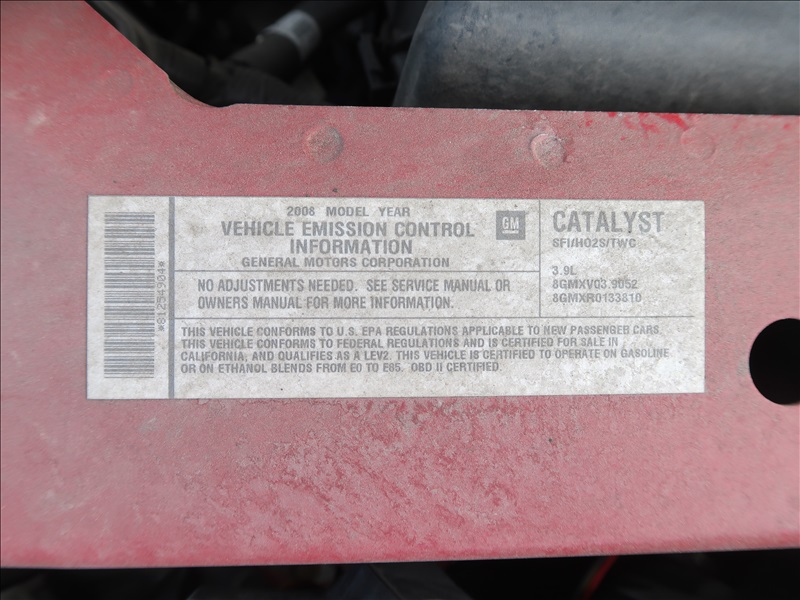 *81254904*
2008 MODEL YEAR
VEHICLE EMISSION CONTROL
INFORMATION
GENERAL MOTORS CORPORATION
GM
NO ADJUSTMENTS NEEDED. SEE SERVICE MANUAL OR
OWNERS MANUAL FOR MORE INFORMATION.
CATALYST
SFI/HO2S/TWC
3.9L
8GMXV03.9052
8GMXR0133810
THIS VEHICLE CONFORMS TO U.S. EPA REGULATIONS APPLICABLE TO NEW PASSENGER CARS.
THIS VEHICLE CONFORMS TO FEDERAL REGULATIONS AND IS CERTIFIED FOR SALE IN
CALIFORNIA, AND QUALIFIES AS A LEV2. THIS VEHICLE IS CERTIFIED TO OPERATE ON GASOLINE
OR ON ETHANOL BLENDS FROM E0 TO E85. OBD II CERTIFIED.